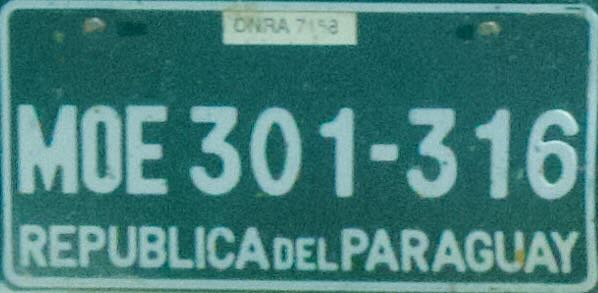 DNRA 7158
MOE 301-316
REPUBLICA DEL PARAGUAY